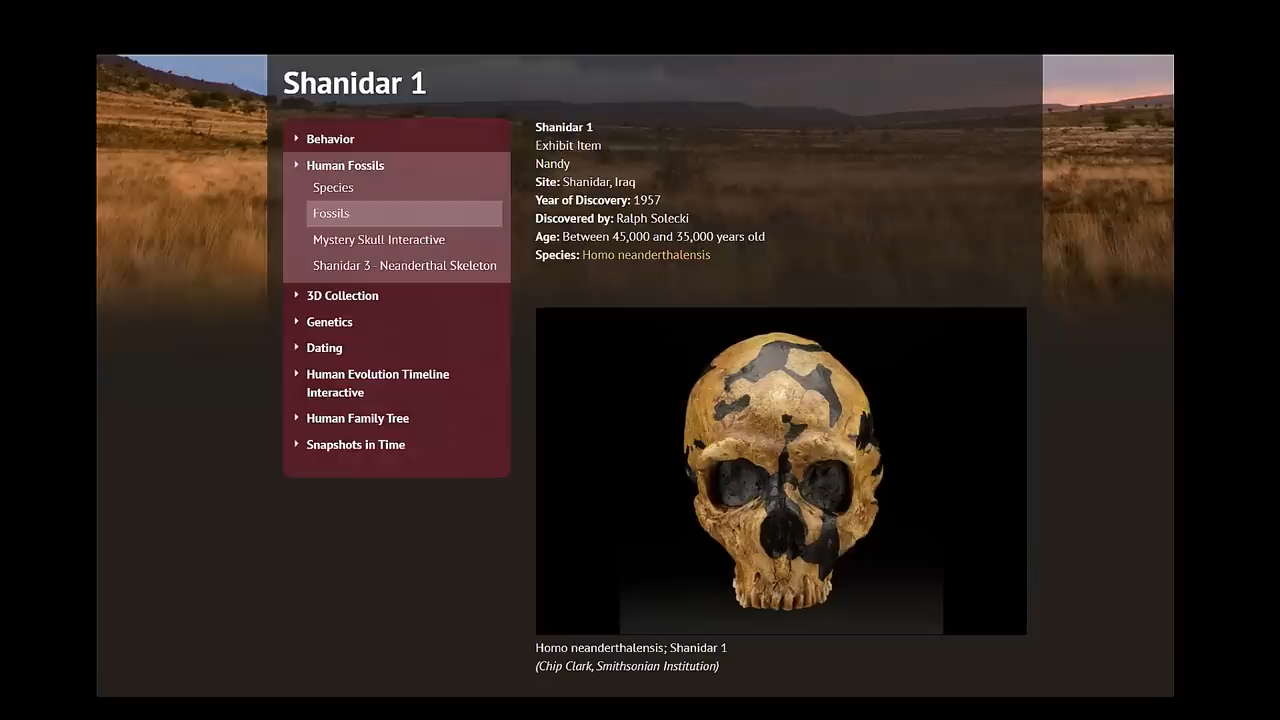 Shanidar 1
Behavior
Human Fossils
Species
Fossils
Mystery Skull Interactive
Shanidar 3 - Neanderthal Skeleton
3D Collection
Genetics
Dating
Human Evolution Timeline
Interactive
Human Family Tree
Snapshots in Time
Shanidar 1
Exhibit Item
Nandy
Site: Shanidar, Iraq
Year of Discovery: 1957
Discovered by: Ralph Solecki
Age: Between 45,000 and 35,000 years old
Species: Homo neanderthalensis
Homo neanderthalensis; Shanidar 1
(Chip Clark, Smithsonian Institution)